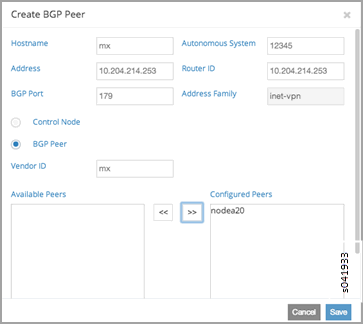 Create BGP Peer ×
Hostname mx Autonomous System 12345
Address 10.204.214.253 Router ID 10.204.214.253
BGP Port 179 Address Family inet-vpn
Control Node
BGP Peer
Vendor ID mx
Available Peers Configured Peers
<< >> nodea20
s041933
Cancel Save